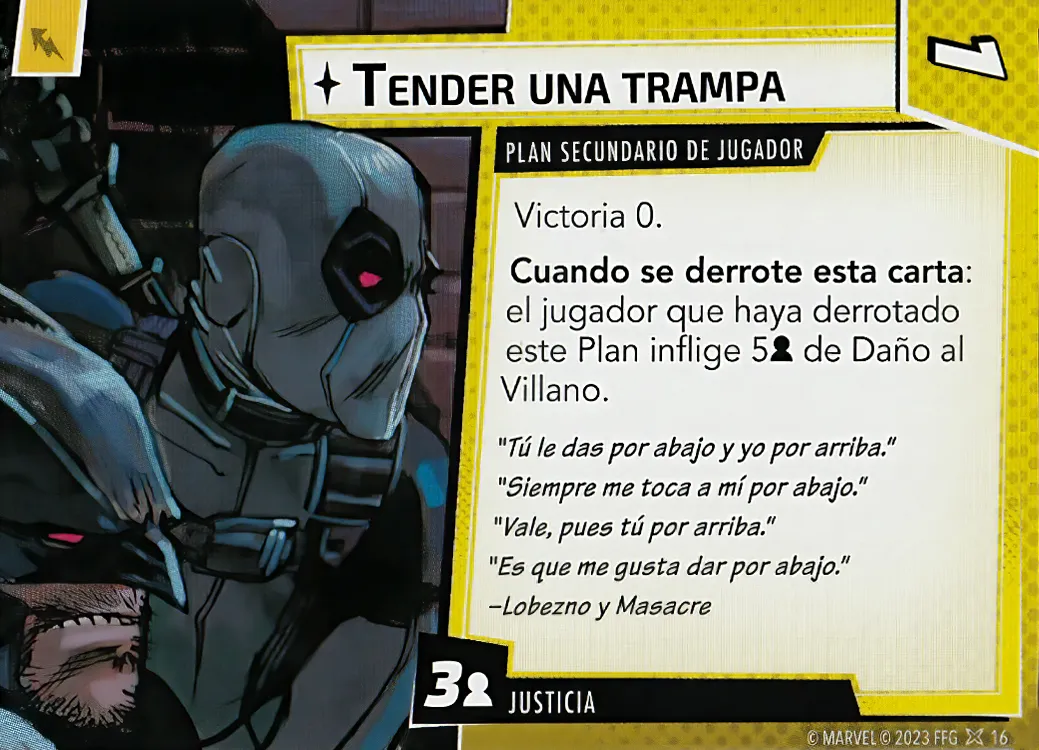 1
TENDER UNA TRAMPA
PLAN SECUNDARIO DE JUGADOR
Victoria 0.
Cuando se derrote esta carta:
el jugador que haya derrotado
este Plan inflige 5 de Daño al
Villano.
"Tú le das por abajo y yo por arriba."
"Siempre me toca a mí por abajo."
"Vale, pues tú por arriba."
"Es que me gusta dar por abajo."
–Lobezno y Masacre
3
JUSTICIA
© MARVEL © 2023 FFG 16